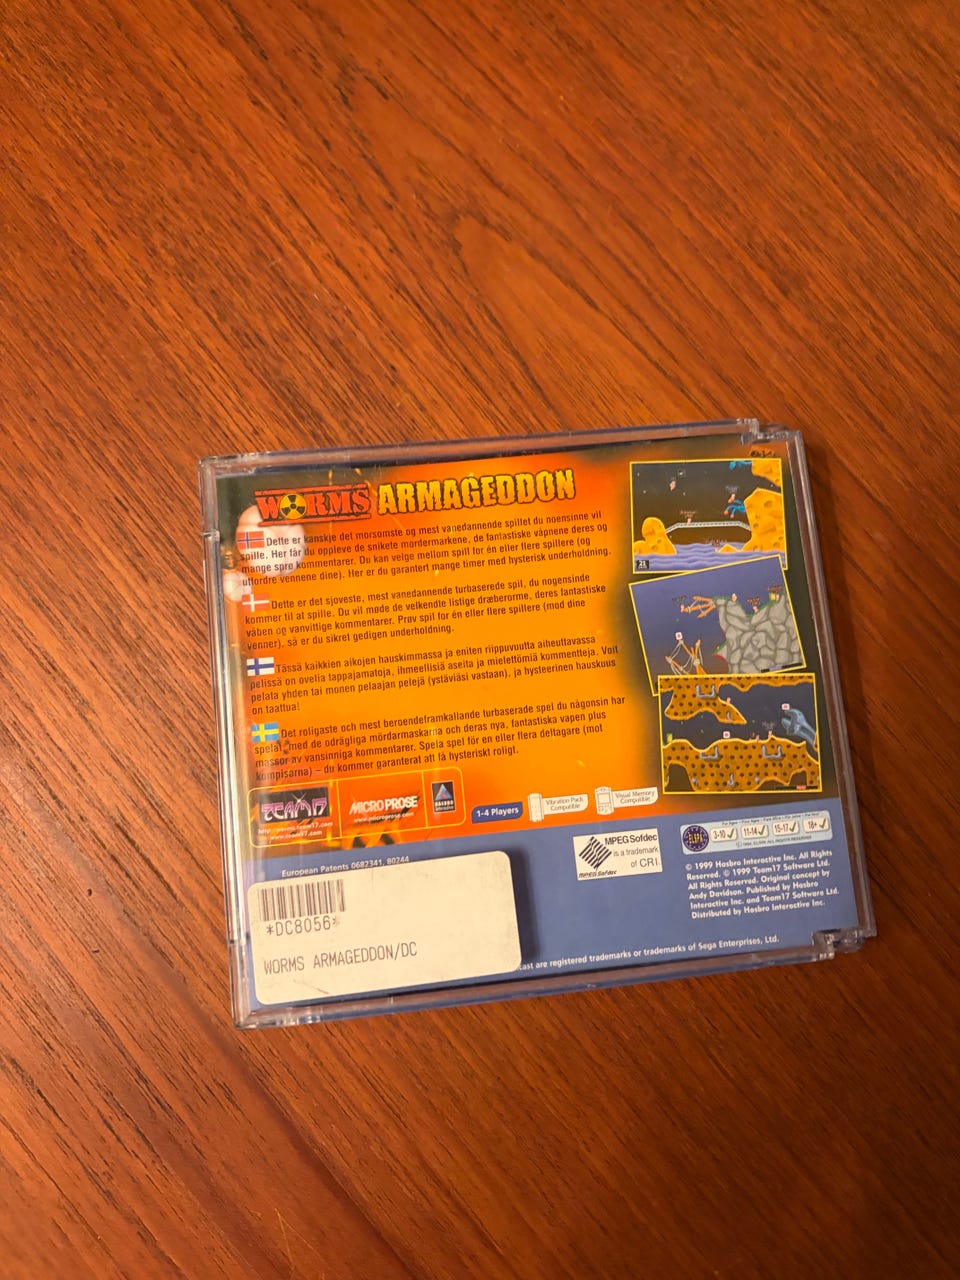 WORMS ARMAGEDDON
Dette er kanskje det morsomste og mest vanedannende spillet du noensinne vil
spille. Her får du oppleve de snikete mordermarkene, de fantastiske våpnene deres og
mange sprø kommentarer. Du kan velge mellom spill for én eller flere spillere (og
utfordre vennene dine). Her er du garantert mange timer med hysterisk underholdning.
Dette er det sjoveste, mest vanedannende turbaserede spil, du nogensinde
kommer til at spille. Du vil møde de velkendte listige dræberorme, deres fantastiske
våben og vanvittige kommentarer. Prøv spil for én eller flere spillere (mod dine
venner), så er du sikret gedigen underholdning.
Tässä kaikkien aikojen hauskimmassa ja eniten riippuvuutta aiheuttavassa
pelissä on ovelia tappajamatoja, ihmeellisiä aseita ja mielettömiä kommentteja. Voit
pelata yhden tai monen pelaajan pelejä (ystäviäsi vastaan), ja hysteerinen hauskuus
on taattua!
Det roligaste och mest beroendeframkallande turbaserade spel du någonsin har
spelat med de odrägliga mördarmaskarna och deras nya, fantastiska vapen plus
massor av vansinniga kommentarer. Spela spel för en eller flera deltagare (mot
kompisarna) – du kommer garanterat att få hysteriskt roligt.
TEAM17
www.team17.com
MICROPROSE
www.microprose.com
HASBRO
Interactive
1-4 Players
Vibration Pack
Compatible
Visual Memory
Compatible
European Patents 0682341, 80244
MPEG Sofdec
is a trademark
of CRI.
MPEG Sofdec
ELSPA
3-10
11-14
15-17
18+
© 1999 Hasbro Interactive Inc. All Rights
Reserved. © 1999 Team17 Software Ltd.
All Rights Reserved. Original concept by
Andy Davidson. Published by Hasbro
Interactive Inc. and Team17 Software Ltd.
Distributed by Hasbro Interactive Inc.
*DC8056*
WORMS ARMAGEDDON/DC
cast are registered trademarks or trademarks of Sega Enterprises, Ltd.